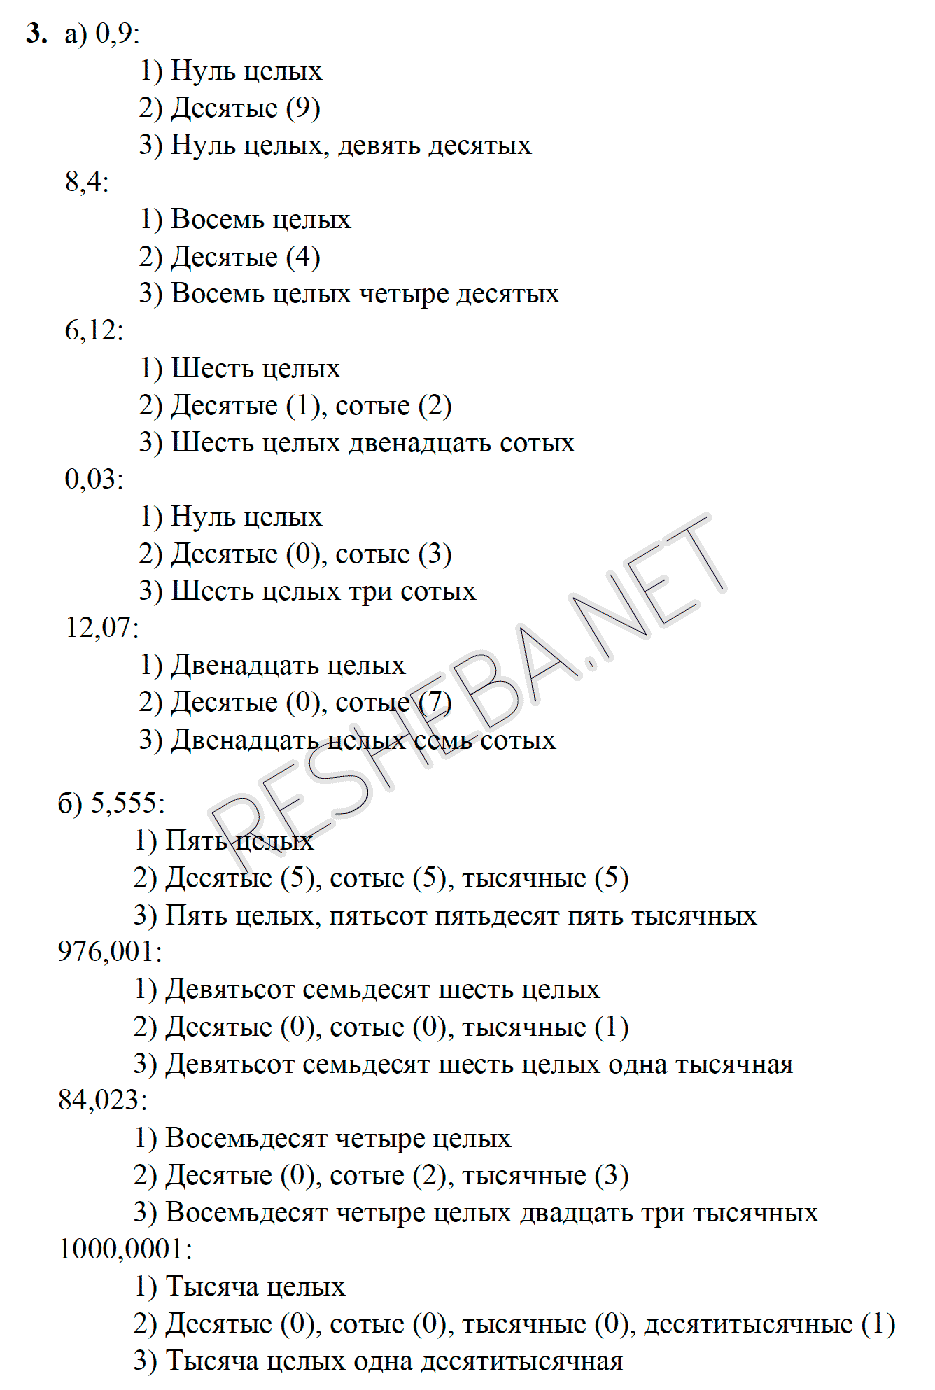 3. а) 0,9:
1) Нуль целых
2) Десятые (9)
3) Нуль целых, девять десятых
8,4:
1) Восемь целых
2) Десятые (4)
3) Восемь целых четыре десятых
6,12:
1) Шесть целых
2) Десятые (1), сотые (2)
3) Шесть целых двенадцать сотых
0,03:
1) Нуль целых
2) Десятые (0), сотые (3)
3) Шесть целых три сотых
12,07:
1) Двенадцать целых
2) Десятые (0), сотые (7)
3) Двенадцать целых семь сотых
RESHEBA.NET
б) 5,555:
1) Пять целых
2) Десятые (5), сотые (5), тысячные (5)
3) Пять целых, пятьсот пятьдесят пять тысячных
976,001:
1) Девятьсот семьдесят шесть целых
2) Десятые (0), сотые (0), тысячные (1)
3) Девятьсот семьдесят шесть целых одна тысячная
84,023:
1) Восемьдесят четыре целых
2) Десятые (0), сотые (2), тысячные (3)
3) Восемьдесят четыре целых двадцать три тысячных
1000,0001:
1) Тысяча целых
2) Десятые (0), сотые (0), тысячные (0), десятитысячные (1)
3) Тысяча целых одна десятитысячная